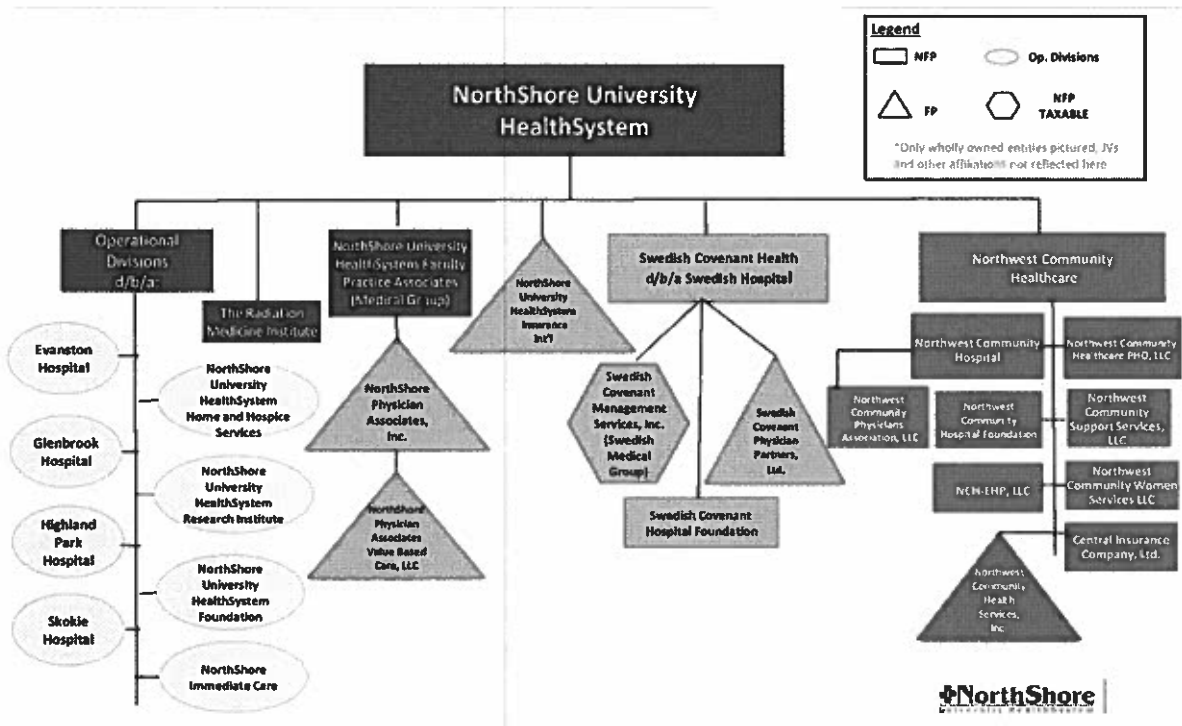 Legend
NFP
Op. Divisions
FP
NFP
TAXABLE
*Only wholly owned entities pictured, JVs
and other affiliations not reflected here
NorthShore University
HealthSystem
Operational
Divisions
d/b/a:
The Radiation
Medicine Institute
NorthShore University
HealthSystem Faculty
Practice Associates
(Medical Group)
NorthShore
University
HealthSystem
Insurance
Int'l
Swedish Covenant Health
d/b/a Swedish Hospital
Northwest Community
Healthcare
Evanston
Hospital
NorthShore
University
HealthSystem
Home and Hospice
Services
Glenbrook
Hospital
NorthShore
University
HealthSystem
Research Institute
Highland
Park
Hospital
NorthShore
University
HealthSystem
Foundation
Skokie
Hospital
NorthShore
Immediate Care
NorthShore
Physician
Associates,
Inc.
NorthShore
Physician
Associates
Value Based
Care, LLC
Swedish
Covenant
Management
Services, Inc.
(Swedish
Medical
Group)
Swedish
Covenant
Physician
Partners,
Ltd.
Swedish Covenant
Hospital Foundation
Northwest Community
Hospital
Northwest Community
Healthcare PHO, LLC
Northwest
Community
Physicians
Association, LLC
Northwest
Community
Hospital Foundation
Northwest
Community
Support Services,
LLC
NCH-EHP, LLC
Northwest
Community Women
Services LLC
Central Insurance
Company, Ltd.
Northwest
Community
Health
Services,
Inc
NorthShore
University HealthSystem